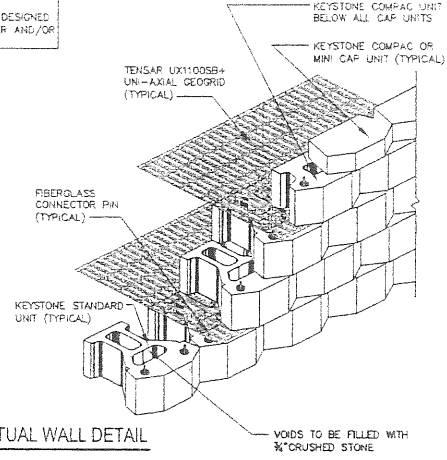 DESIGNED
R AND/OR
KEYSTONE COMPAC UNIT
BELOW ALL CAP UNITS
KEYSTONE COMPAC OR
MINI CAP UNIT (TYPICAL)
TENSAR UX1100SB+
UNI-AXIAL GEOGRID
(TYPICAL)
FIBERGLASS
CONNECTOR PIN
(TYPICAL)
KEYSTONE STANDARD
UNIT (TYPICAL)
TUAL WALL DETAIL
VOIDS TO BE FILLED WITH
¾" CRUSHED STONE